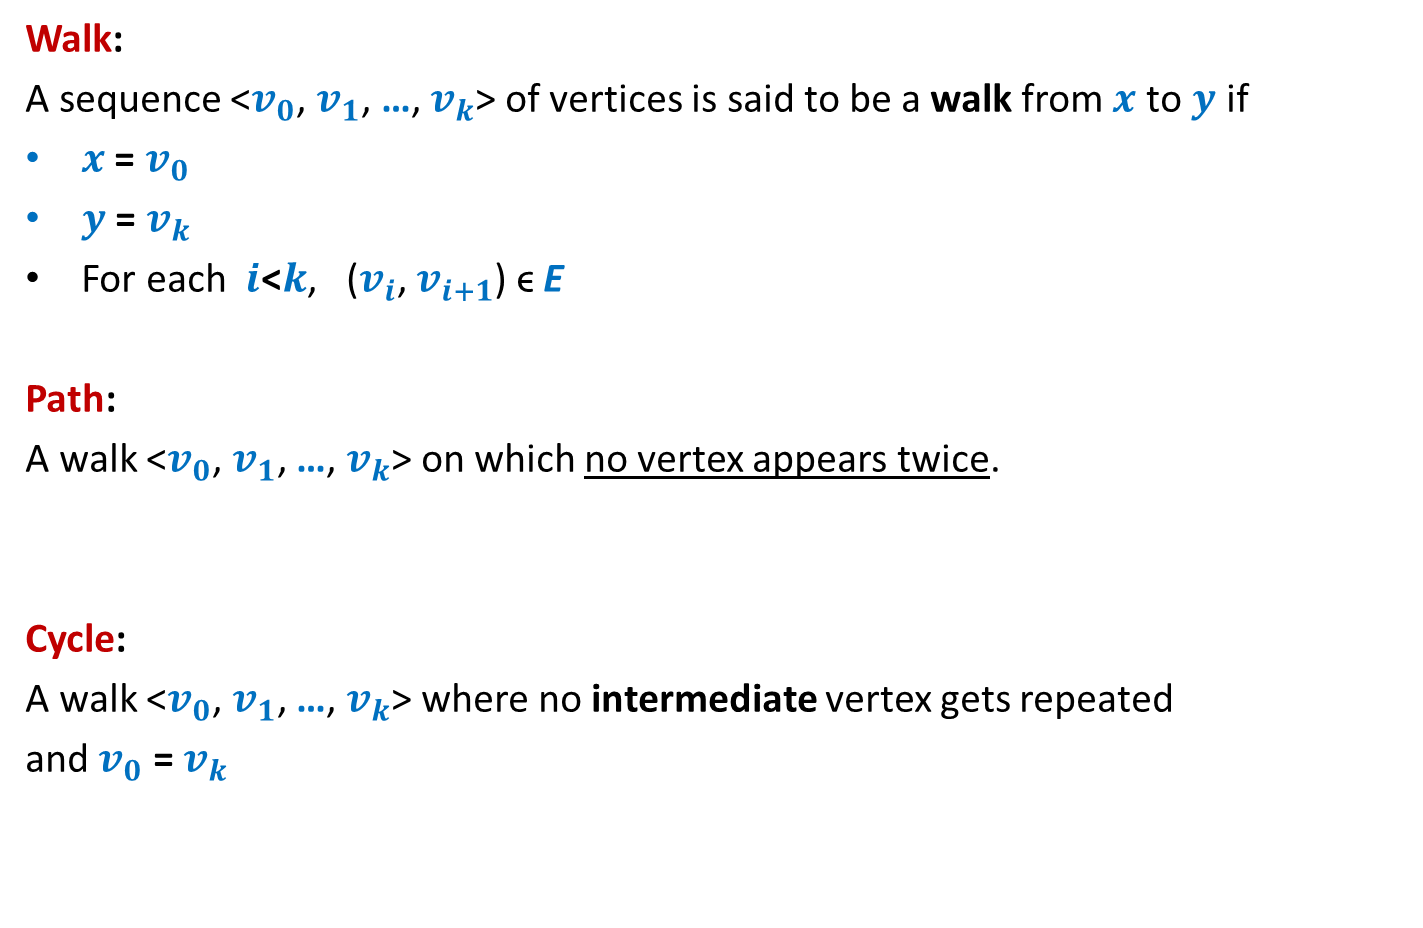 Walk:
A sequence <v₀, v₁, …, vₖ> of vertices is said to be a walk from x to y if
• x = v₀
• y = vₖ
• For each i<k, (vᵢ, vᵢ₊₁) ϵ E
Path:
A walk <v₀, v₁, …, vₖ> on which no vertex appears twice.
Cycle:
A walk <v₀, v₁, …, vₖ> where no intermediate vertex gets repeated
and v₀ = vₖ